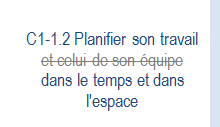 C1-1.2 Planifier son travail
et celui de son équipe
dans le temps et dans
l'espace